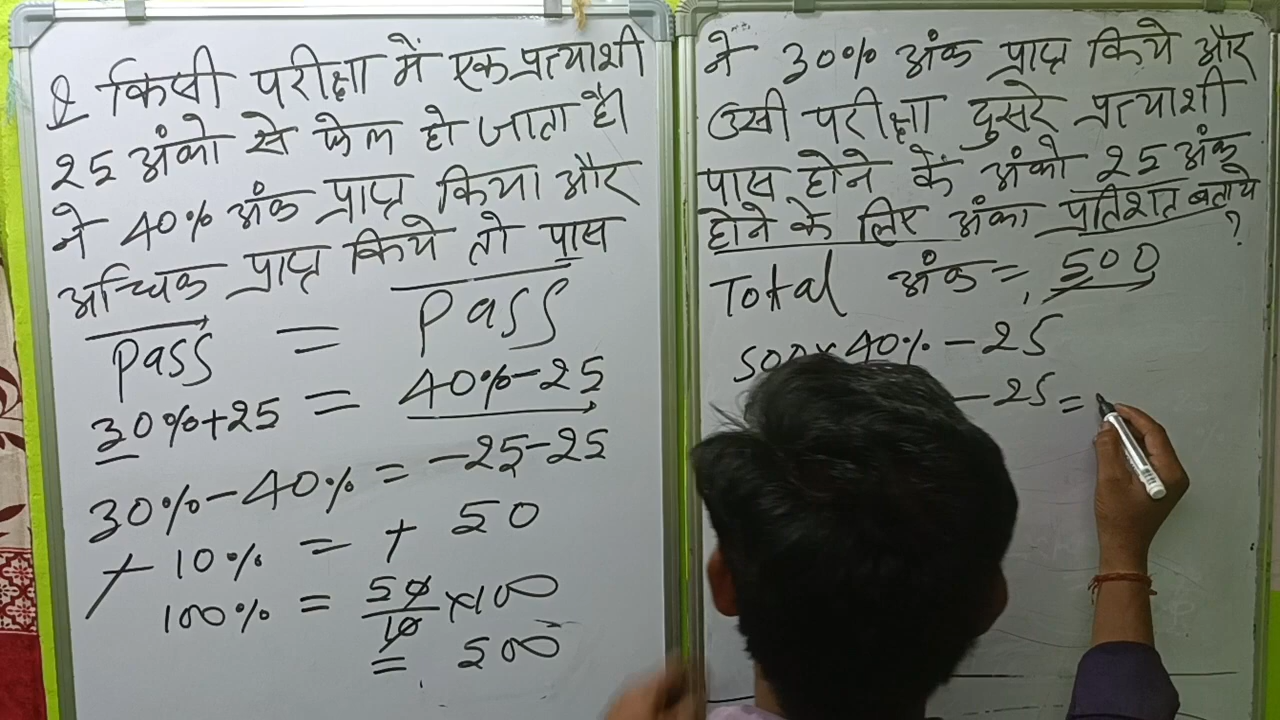 Q किसी परीक्षा में एक प्रत्याशी
ने 30% अंक प्राप्त किये और
25 अंको से फेल हो जाता है।
उसी परीक्षा दुसरे प्रत्याशी
ने 40% अंक प्राप्त किया और
पास होने कें अंको 25 अंक
अधिक प्राप्त किये तो पास
होने के लिए अंका प्रतिशत बताये ?
Pass = Pass
30%+25 = 40%-25
30%-40% = -25-25
+ 10% = + 50
100% = 50/10 ×100
= 500
Total अंक = 500
500× 40% - 25
- 25 =